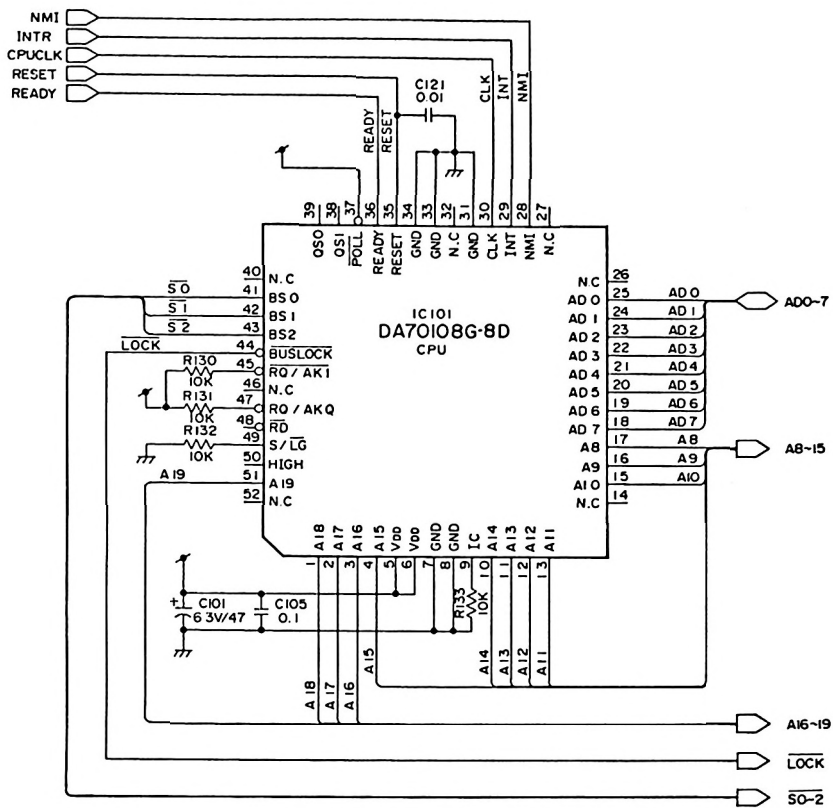 NMI
INTR
CPUCLK
RESET
READY
C121
0.01
READY
RESET
CLK
INT
NMI
39 38 37 36 35 34 33 32 31 30 29 28 27
QS0 QS1 POLL READY RESET GND GND N.C GND CLK INT NMI N.C
IC101
DA70108G-8D
CPU
40 N.C
S0 41 BS0
S1 42 BS1
S2 43 BS2
LOCK 44 BUSLOCK
R130 10K 45 RQ/AK1
46 N.C
R131 10K 47 RQ/AKQ
48 RD
R132 10K 49 S/LG
50 HIGH
A19 51 A19
52 N.C
N.C 26
AD0 25 AD0
AD1 24 AD1
AD2 23 AD2
AD3 22 AD3
AD4 21 AD4
AD5 20 AD5
AD6 19 AD6
AD7 18 AD7
A8 17 A8
A9 16 A9
A10 15 A10
N.C 14
AD0~7
A8~15
A18 A17 A16 A15 VDD VDD GND GND IC A14 A13 A12 A11
1 2 3 4 5 6 7 8 9 10 11 12 13
C101
6.3V/47
C105
0.1
R133
10K
A18
A17
A16
A15
A14
A13
A12
A11
A16~19
LOCK
S0~2